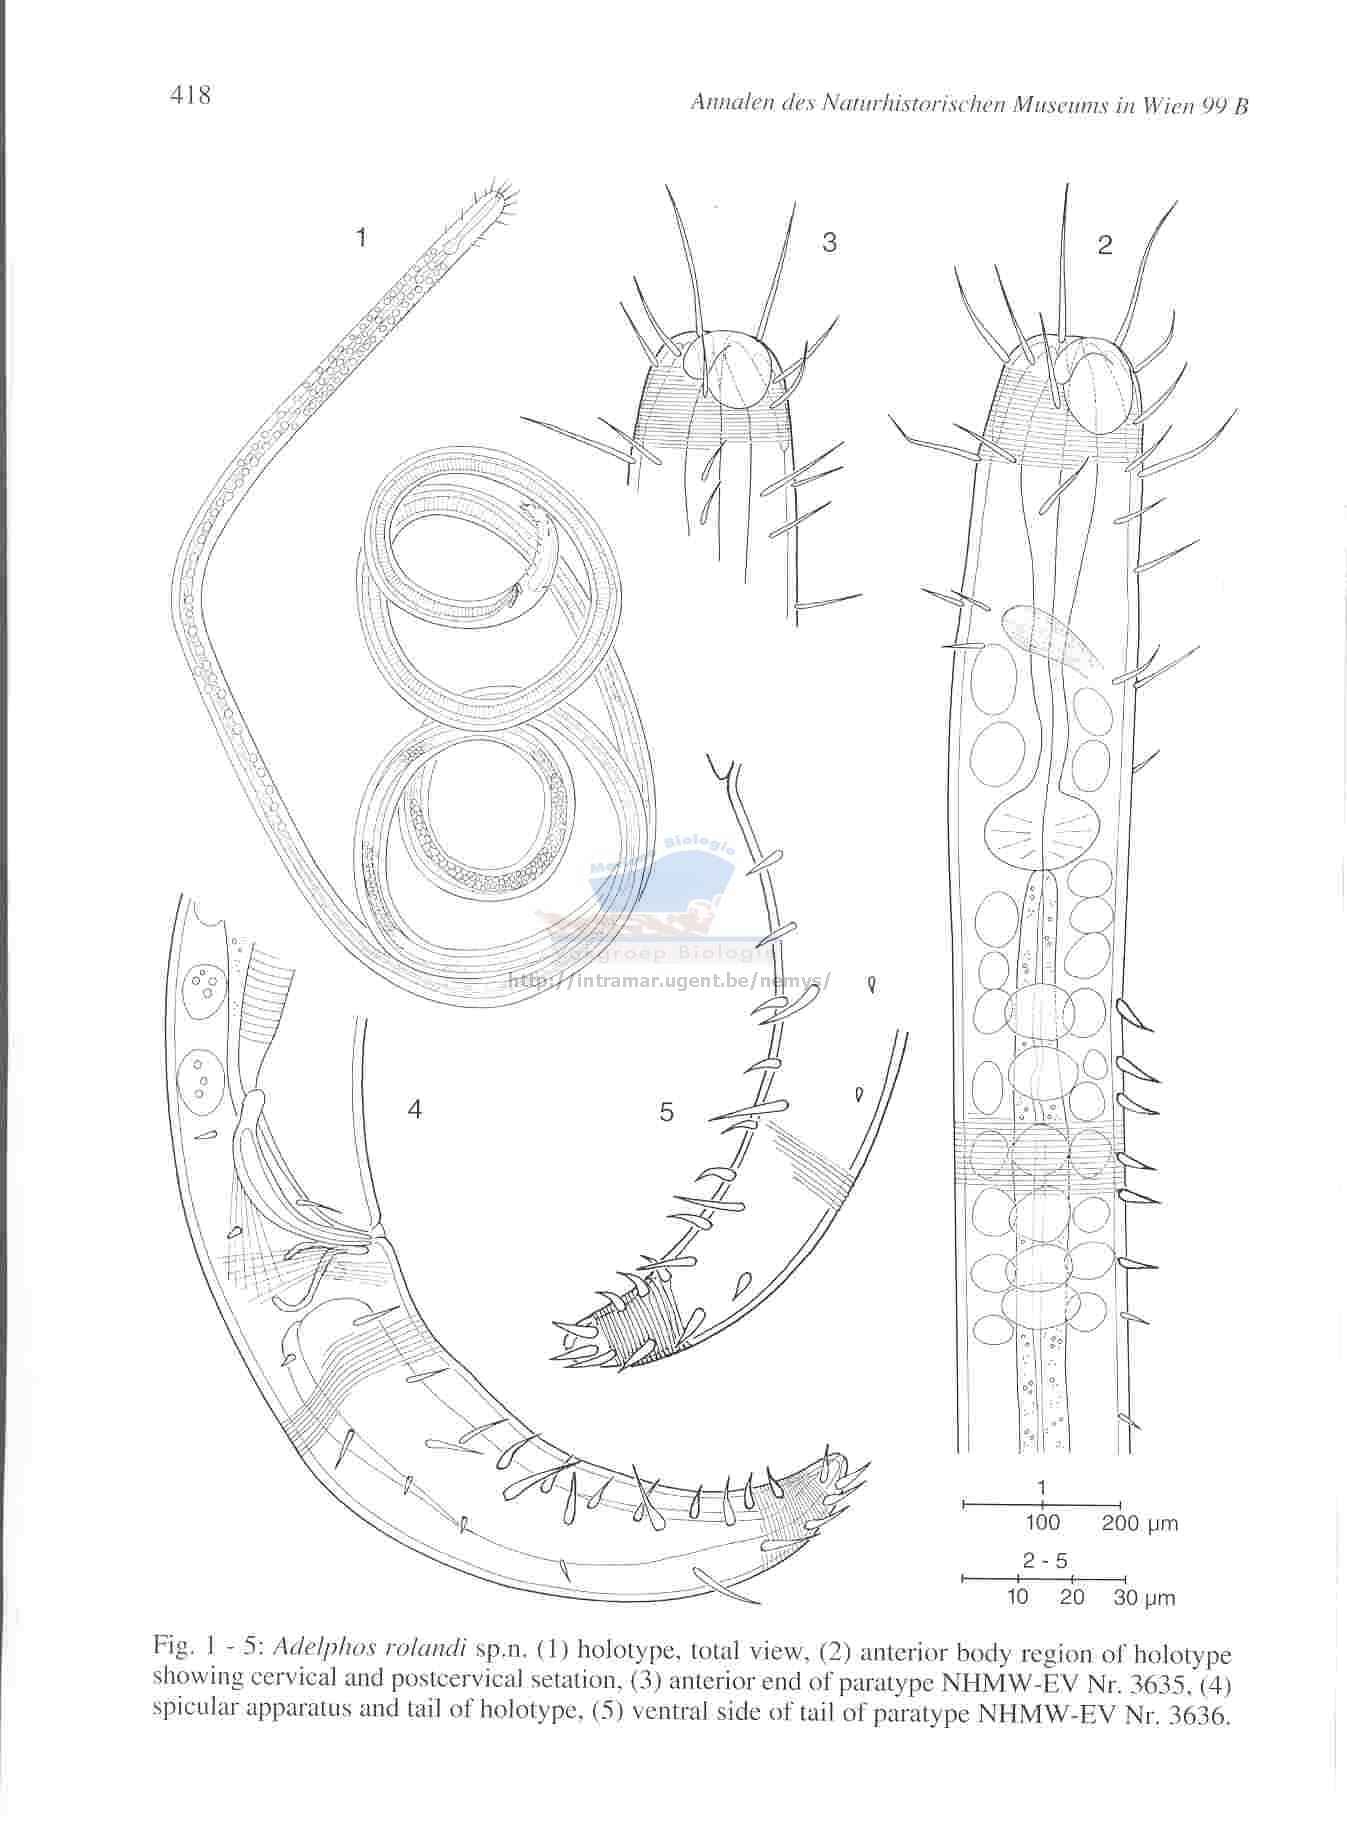 418
Annalen des Naturhistorischen Museums in Wien 99 B
1
3
2
Marine Biologie
Vakgroep Biologie
http://intramar.ugent.be/nemys/
4
5
1
100 200 µm
2 - 5
10 20 30 µm
Fig. 1 - 5: Adelphos rolandi sp.n. (1) holotype, total view, (2) anterior body region of holotype
showing cervical and postcervical setation, (3) anterior end of paratype NHMW-EV Nr. 3635, (4)
spicular apparatus and tail of holotype, (5) ventral side of tail of paratype NHMW-EV Nr. 3636.